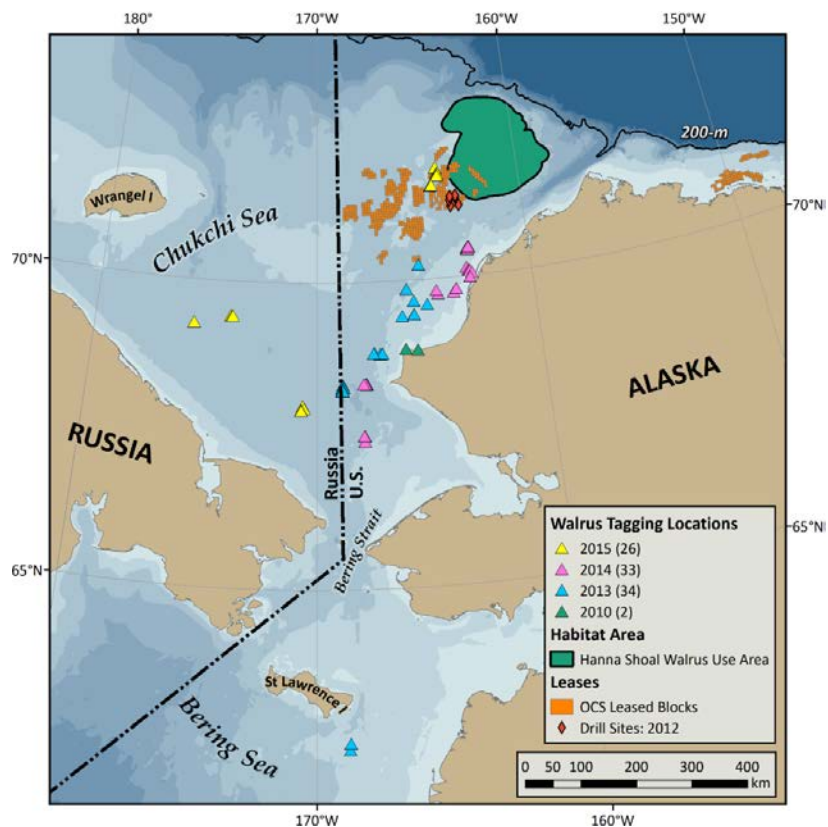 180°
170°W
160°W
150°W
200-m
Wrangel I
Chukchi Sea
70°N
70°N
ALASKA
RUSSIA
Russia
U.S.
Bering Strait
65°N
65°N
St Lawrence I
Bering Sea
Walrus Tagging Locations
2015 (26)
2014 (33)
2013 (34)
2010 (2)
Habitat Area
Hanna Shoal Walrus Use Area
Leases
OCS Leased Blocks
Drill Sites: 2012
0 50 100 200 300 400
km
170°W
160°W